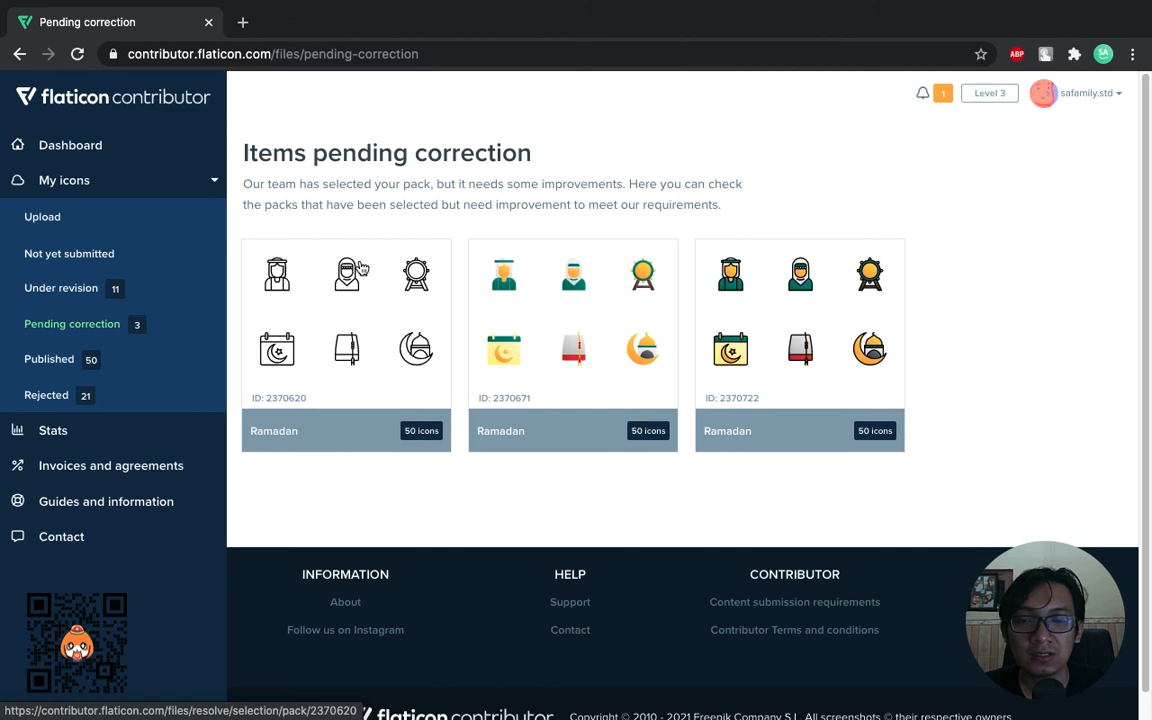 Pending correction
contributor.flaticon.com/files/pending-correction
ABP
SA
flaticon contributor
1
Level 3
safamily.std
Dashboard
My icons
Upload
Not yet submitted
Under revision 11
Pending correction 3
Published 50
Rejected 21
Stats
Invoices and agreements
Guides and information
Contact
Items pending correction
Our team has selected your pack, but it needs some improvements. Here you can check
the packs that have been selected but need improvement to meet our requirements.
ID: 2370620
Ramadan
50 icons
ID: 2370671
Ramadan
50 icons
ID: 2370722
Ramadan
50 icons
INFORMATION
About
Follow us on Instagram
HELP
Support
Contact
CONTRIBUTOR
Content submission requirements
Contributor Terms and conditions
https://contributor.flaticon.com/files/resolve/selection/pack/2370620
flaticon contributor
Copyright © 2010 - 2021 Freepik Company S.L. All screenshots © their respective owners.